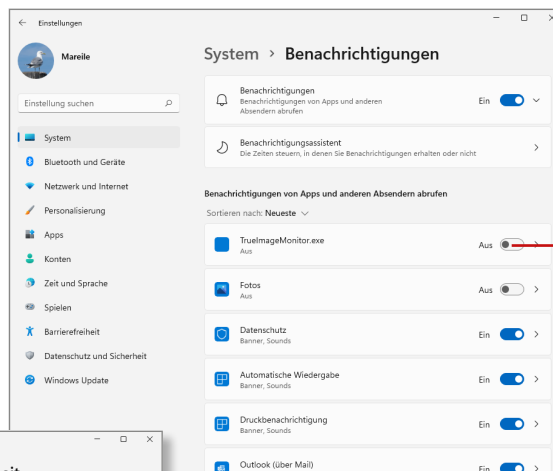 Einstellungen
Mareile
Einstellung suchen
System
Bluetooth und Geräte
Netzwerk und Internet
Personalisierung
Apps
Konten
Zeit und Sprache
Spielen
Barrierefreiheit
Datenschutz und Sicherheit
Windows Update
System > Benachrichtigungen
Benachrichtigungen
Benachrichtigungen von Apps und anderen
Absendern abrufen
Ein
Benachrichtigungsassistent
Die Zeiten steuern, in denen Sie Benachrichtigungen erhalten oder nicht
Benachrichtigungen von Apps und anderen Absendern abrufen
Sortieren nach: Neueste
TrueImageMonitor.exe
Aus
Aus
Fotos
Aus
Aus
Datenschutz
Banner, Sounds
Ein
Automatische Wiedergabe
Banner, Sounds
Ein
Druckbenachrichtigung
Banner, Sounds
Ein
Outlook (über Mail)
Ein